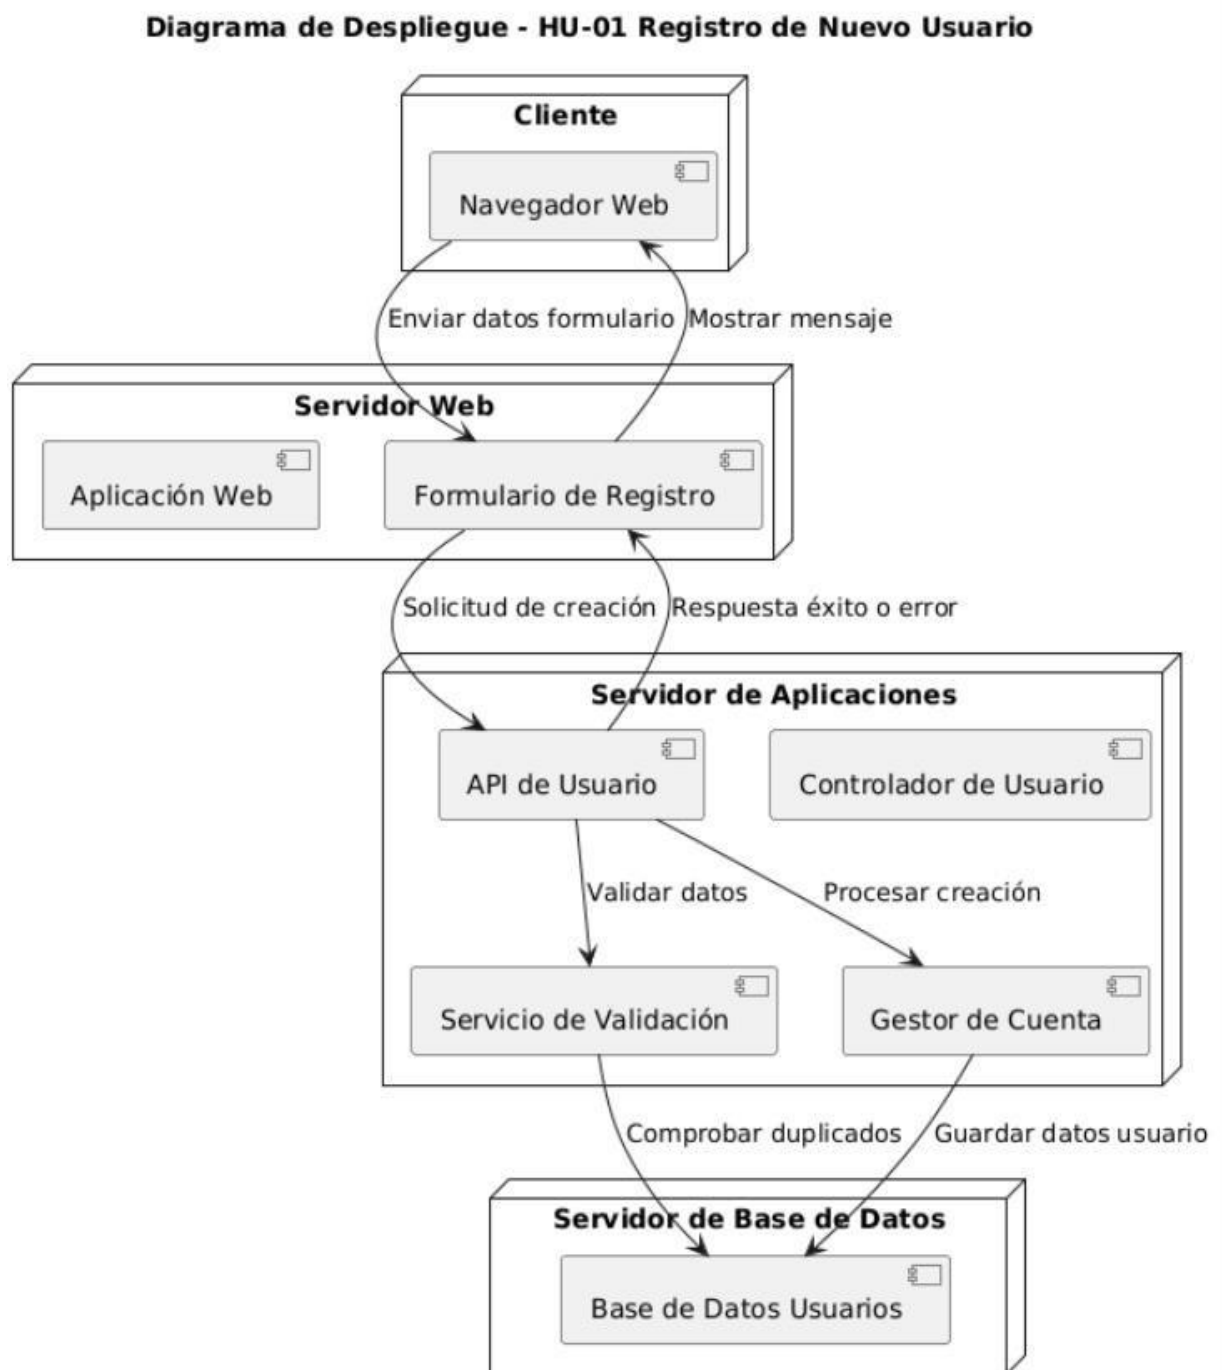 Diagrama de Despliegue - HU-01 Registro de Nuevo Usuario
Cliente
Navegador Web
Enviar datos formulario
Mostrar mensaje
Servidor Web
Aplicación Web
Formulario de Registro
Solicitud de creación
Respuesta éxito o error
Servidor de Aplicaciones
API de Usuario
Controlador de Usuario
Validar datos
Procesar creación
Servicio de Validación
Gestor de Cuenta
Comprobar duplicados
Guardar datos usuario
Servidor de Base de Datos
Base de Datos Usuarios